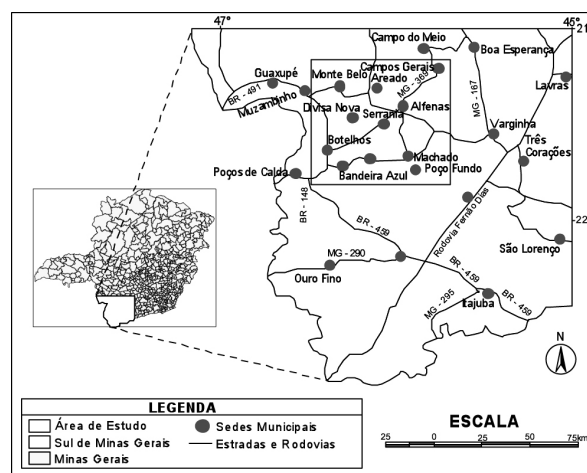 47°
45°
21
Campo do Meio
Boa Esperança
Guaxupé
Monte Belo
Campos Gerais
Areado
MG-369
BR - 491
Muzambinho
MG - 167
Lavras
Divisa Nova
Serrania
Alfenas
Varginha
Três
Corações
Botelhos
Machado
Poço Fundo
Poços de Calda
Bandeira Azul
BR - 148
Rodovia Fernão Dias
22
BR - 459
MG - 290
São Lorenço
Ouro Fino
BR - 459
Itajuba
MG - 295
BR - 459
N
LEGENDA
Área de Estudo
Sedes Municipais
Sul de Minas Gerais
Estradas e Rodovias
Minas Gerais
ESCALA
25 0 25 50 75km